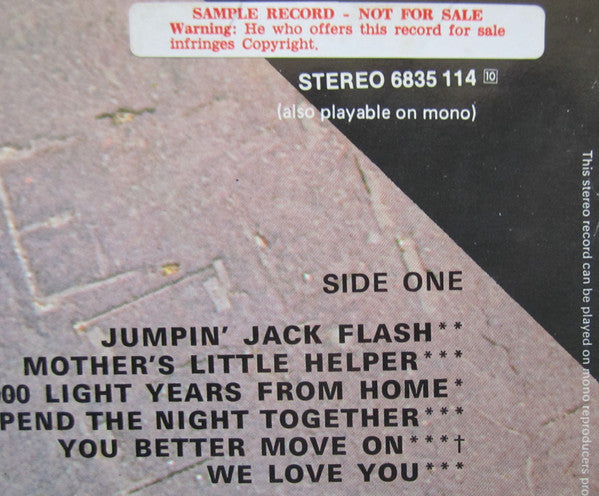 SAMPLE RECORD - NOT FOR SALE
Warning: He who offers this record for sale
infringes Copyright.
STEREO 6835 114 10
(also playable on mono)
SIDE ONE
JUMPIN' JACK FLASH**
MOTHER'S LITTLE HELPER***
00 LIGHT YEARS FROM HOME*
PEND THE NIGHT TOGETHER***
YOU BETTER MOVE ON***†
WE LOVE YOU***
This stereo record can be played on mono reproducers pro